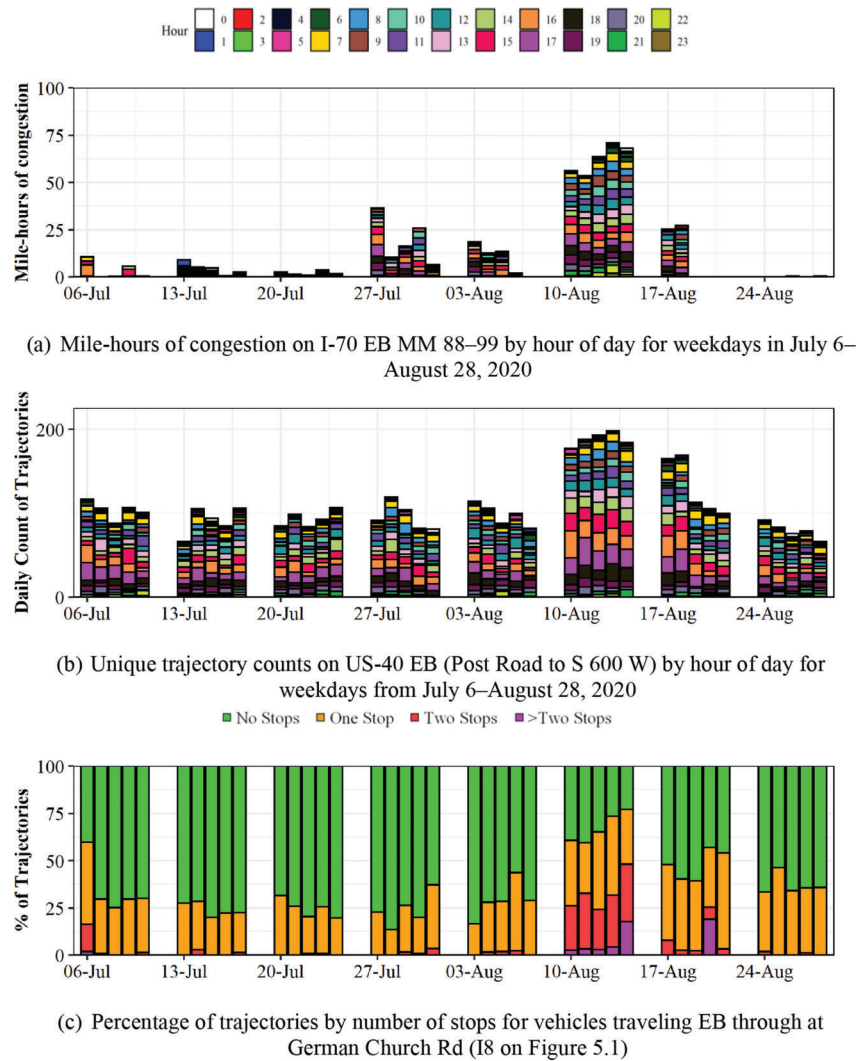 Hour 0 2 4 6 8 10 12 14 16 18 20 22
1 3 5 7 9 11 13 15 17 19 21 23
Mile-hours of congestion
100
75
50
25
0
06-Jul 13-Jul 20-Jul 27-Jul 03-Aug 10-Aug 17-Aug 24-Aug
(a) Mile-hours of congestion on I-70 EB MM 88–99 by hour of day for weekdays in July 6–
August 28, 2020
Daily Count of Trajectories
200
100
0
06-Jul 13-Jul 20-Jul 27-Jul 03-Aug 10-Aug 17-Aug 24-Aug
(b) Unique trajectory counts on US-40 EB (Post Road to S 600 W) by hour of day for
weekdays from July 6–August 28, 2020
No Stops One Stop Two Stops >Two Stops
% of Trajectories
100
75
50
25
0
06-Jul 13-Jul 20-Jul 27-Jul 03-Aug 10-Aug 17-Aug 24-Aug
(c) Percentage of trajectories by number of stops for vehicles traveling EB through at
German Church Rd (I8 on Figure 5.1)